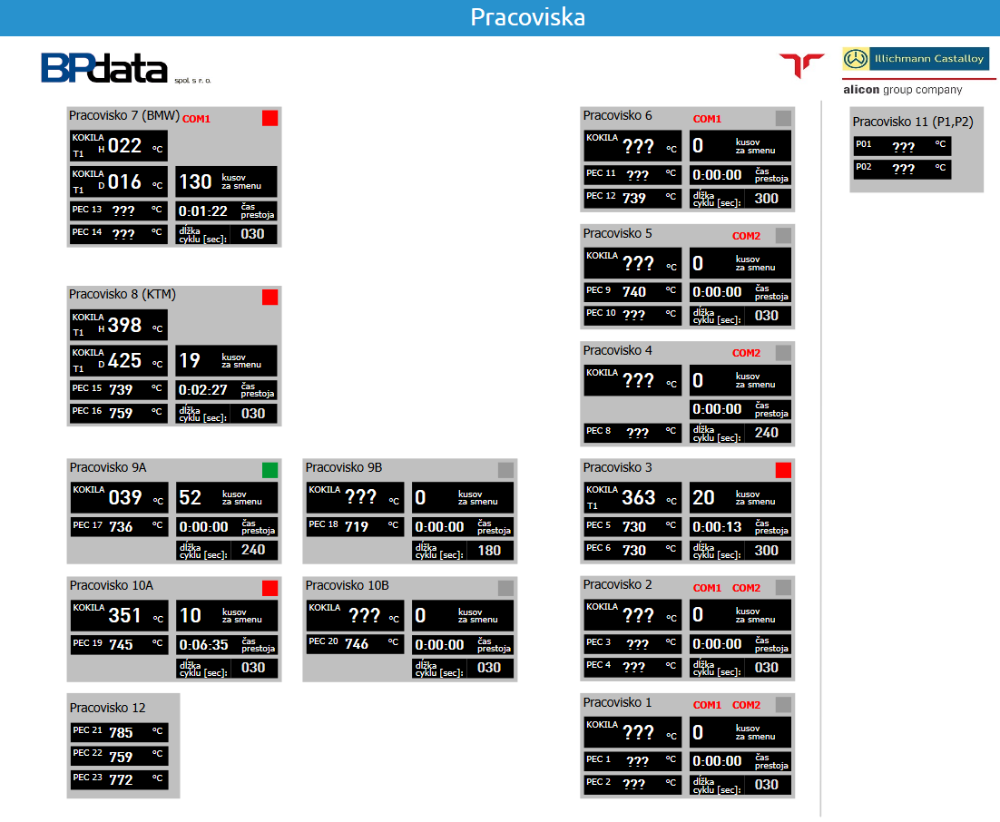 Pracoviska
BPdata spol. s r. o.
Illichmann Castalloy
alicon group company
Pracovisko 7 (BMW) COM1
KOKILA T1 H 022 °C
KOKILA T1 D 016 °C
130 kusov za smenu
PEC 13 ??? °C
0:01:22 čas prestoja
PEC 14 ??? °C
dĺžka cyklu [sec]: 030
Pracovisko 8 (KTM)
KOKILA T1 H 398 °C
KOKILA T1 D 425 °C
19 kusov za smenu
PEC 15 739 °C
0:02:27 čas prestoja
PEC 16 759 °C
dĺžka cyklu [sec]: 030
Pracovisko 9A
KOKILA 039 °C
52 kusov za smenu
PEC 17 736 °C
0:00:00 čas prestoja
dĺžka cyklu [sec]: 240
Pracovisko 9B
KOKILA ??? °C
0 kusov za smenu
PEC 18 719 °C
0:00:00 čas prestoja
dĺžka cyklu [sec]: 180
Pracovisko 10A
KOKILA 351 °C
10 kusov za smenu
PEC 19 745 °C
0:06:35 čas prestoja
dĺžka cyklu [sec]: 030
Pracovisko 10B
KOKILA ??? °C
0 kusov za smenu
PEC 20 746 °C
0:00:00 čas prestoja
dĺžka cyklu [sec]: 030
Pracovisko 12
PEC 21 785 °C
PEC 22 759 °C
PEC 23 772 °C
Pracovisko 6 COM1
KOKILA ??? °C
0 kusov za smenu
PEC 11 ??? °C
0:00:00 čas prestoja
PEC 12 739 °C
dĺžka cyklu [sec]: 300
Pracovisko 5 COM2
KOKILA ??? °C
0 kusov za smenu
PEC 9 740 °C
0:00:00 čas prestoja
PEC 10 ??? °C
dĺžka cyklu [sec]: 030
Pracovisko 4 COM2
KOKILA ??? °C
0 kusov za smenu
0:00:00 čas prestoja
PEC 8 ??? °C
dĺžka cyklu [sec]: 240
Pracovisko 3
KOKILA T1 363 °C
20 kusov za smenu
PEC 5 730 °C
0:00:13 čas prestoja
PEC 6 730 °C
dĺžka cyklu [sec]: 300
Pracovisko 2 COM1 COM2
KOKILA ??? °C
0 kusov za smenu
PEC 3 ??? °C
0:00:00 čas prestoja
PEC 4 ??? °C
dĺžka cyklu [sec]: 030
Pracovisko 1 COM1 COM2
KOKILA ??? °C
0 kusov za smenu
PEC 1 ??? °C
0:00:00 čas prestoja
PEC 2 ??? °C
dĺžka cyklu [sec]: 030
Pracovisko 11 (P1,P2)
P01 ??? °C
P02 ??? °C